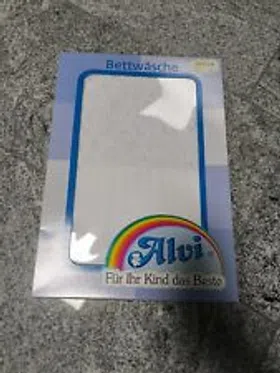 Bettwäsche
Alvi
Für Ihr Kind das Beste